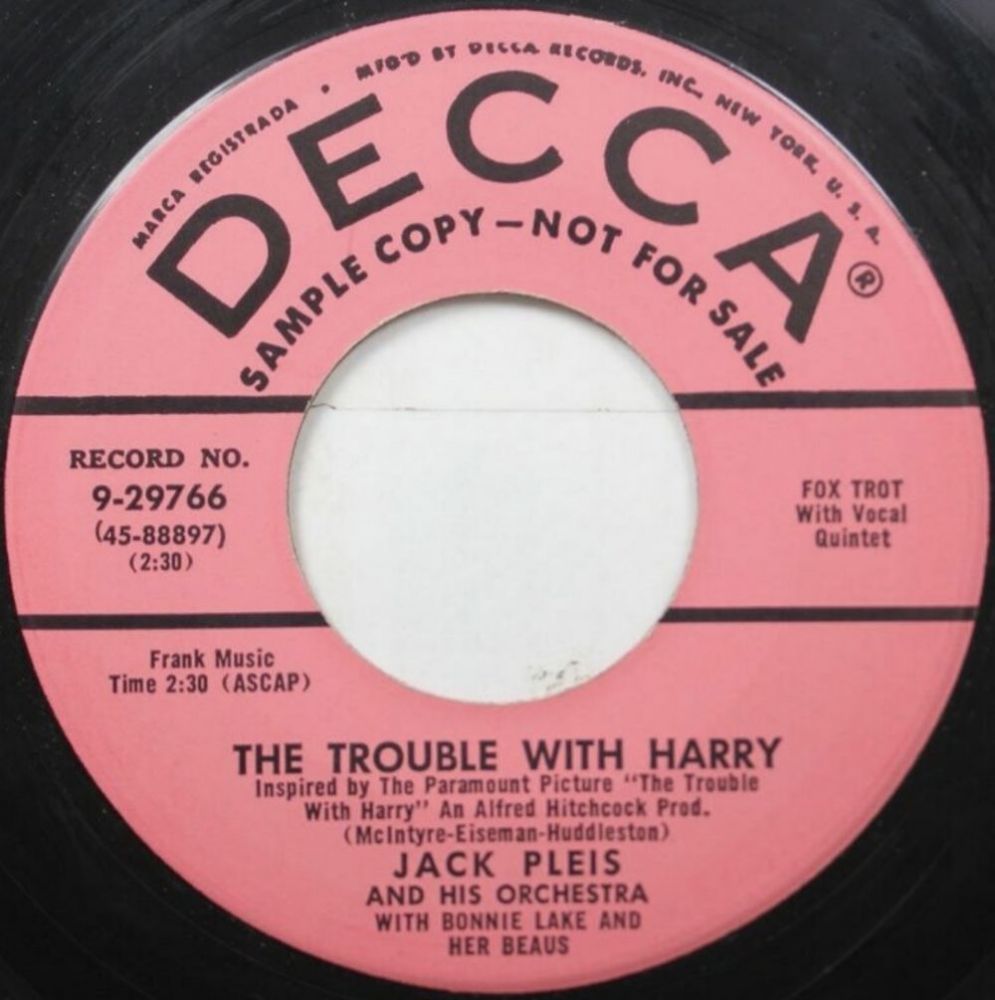 MARCA REGISTRADA • MFG'D BY DECCA RECORDS, INC., NEW YORK, U. S. A.
DECCA®
SAMPLE COPY—NOT FOR SALE
RECORD NO.
9-29766
(45-88897)
(2:30)
FOX TROT
With Vocal
Quintet
Frank Music
Time 2:30 (ASCAP)
THE TROUBLE WITH HARRY
Inspired by The Paramount Picture "The Trouble
With Harry" An Alfred Hitchcock Prod.
(McIntyre-Eiseman-Huddleston)
JACK PLEIS
AND HIS ORCHESTRA
WITH BONNIE LAKE AND
HER BEAUS